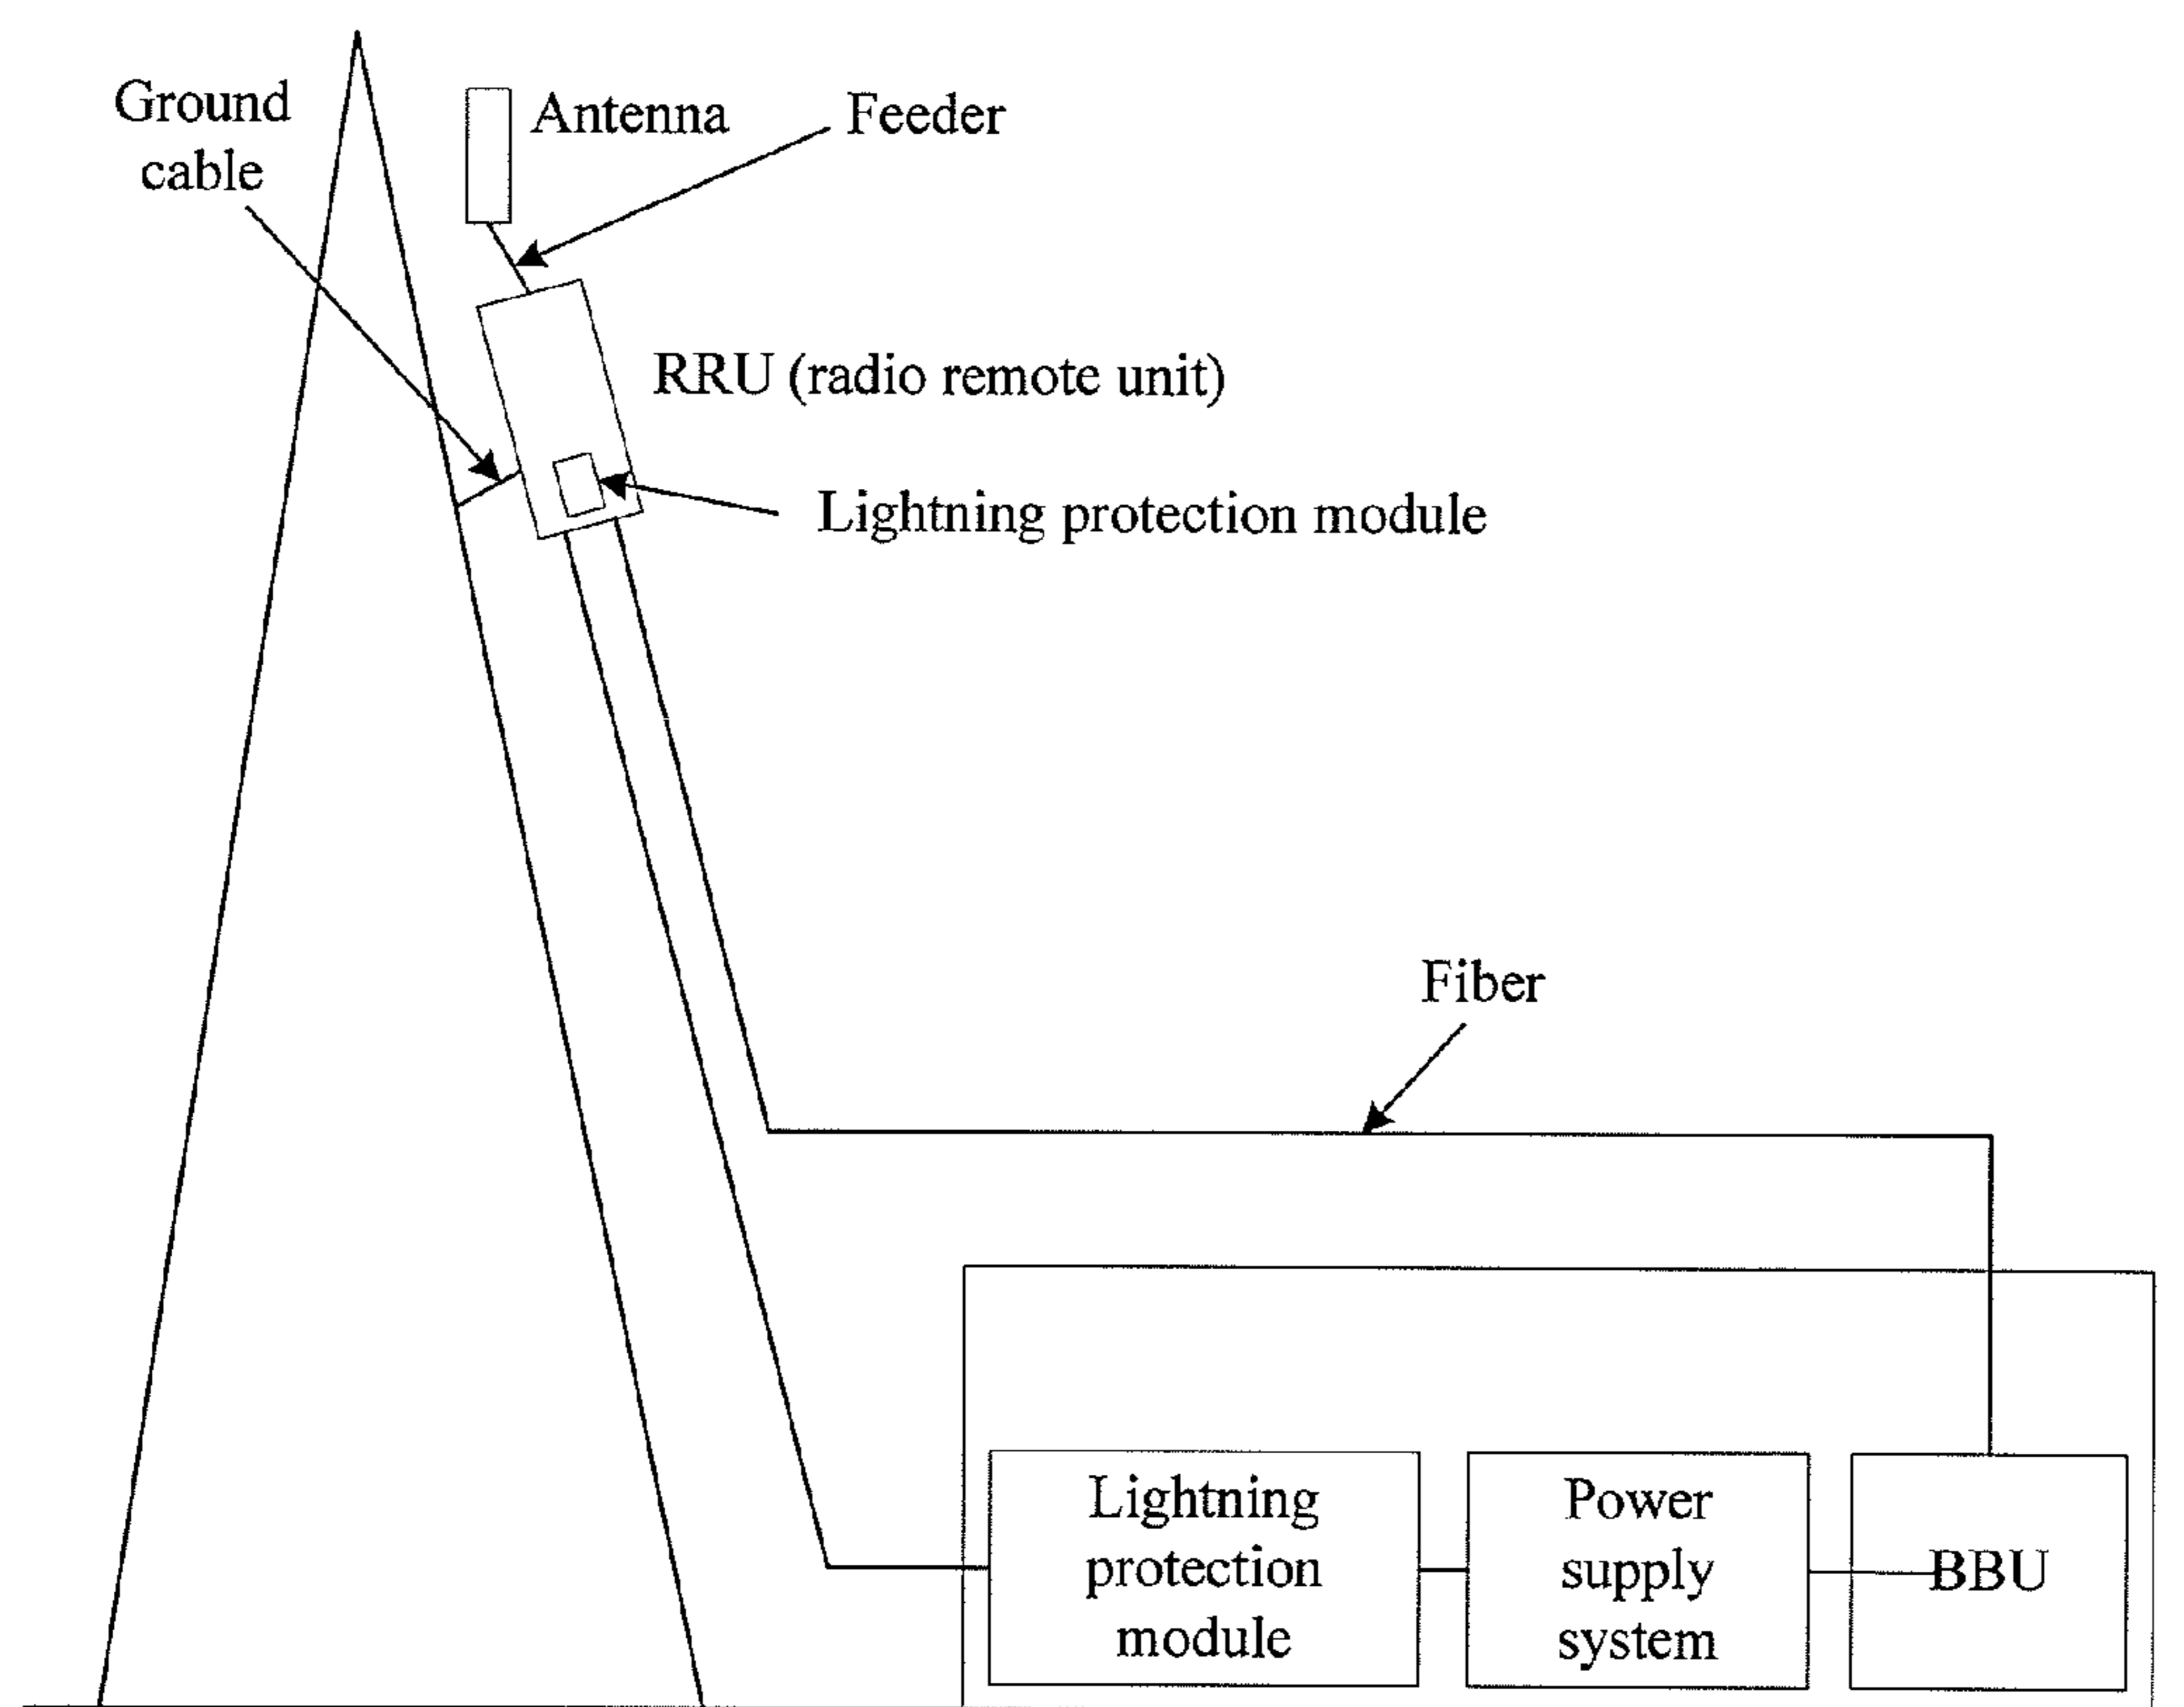 Ground
cable
Antenna
Feeder
RRU (radio remote unit)
Lightning protection module
Fiber
Lightning
protection
module
Power
supply
system
BBU